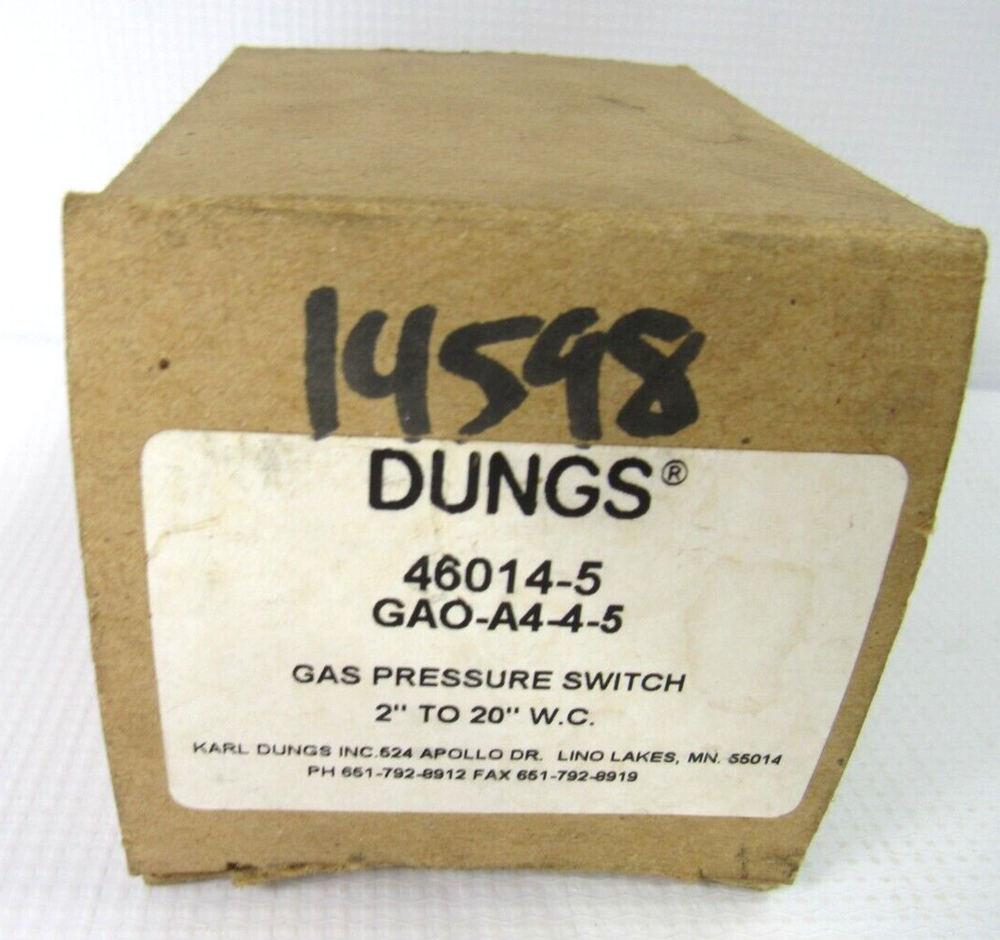 14598
DUNGS®
46014-5
GAO-A4-4-5
GAS PRESSURE SWITCH
2" TO 20" W.C.
KARL DUNGS INC.524 APOLLO DR. LINO LAKES, MN. 55014
PH 651-792-8912 FAX 651-792-8919